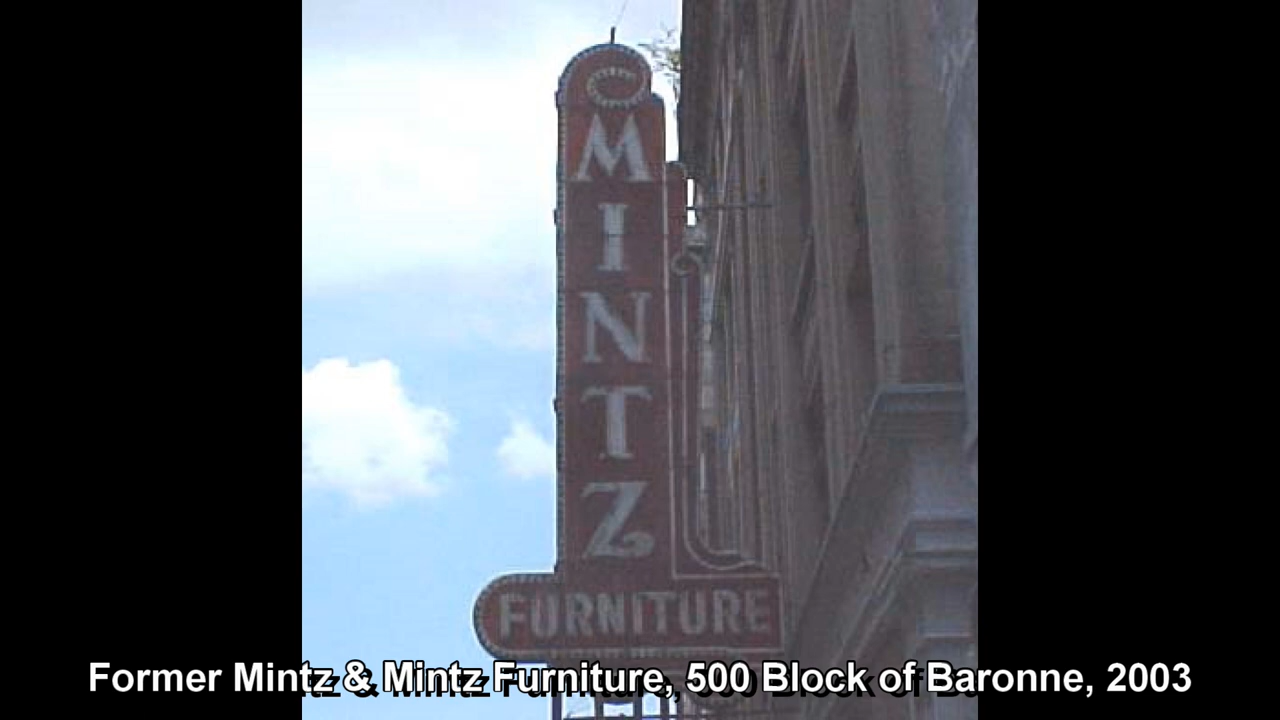 MINTZ
FURNITURE
Former Mintz & Mintz Furniture, 500 Block of Baronne, 2003